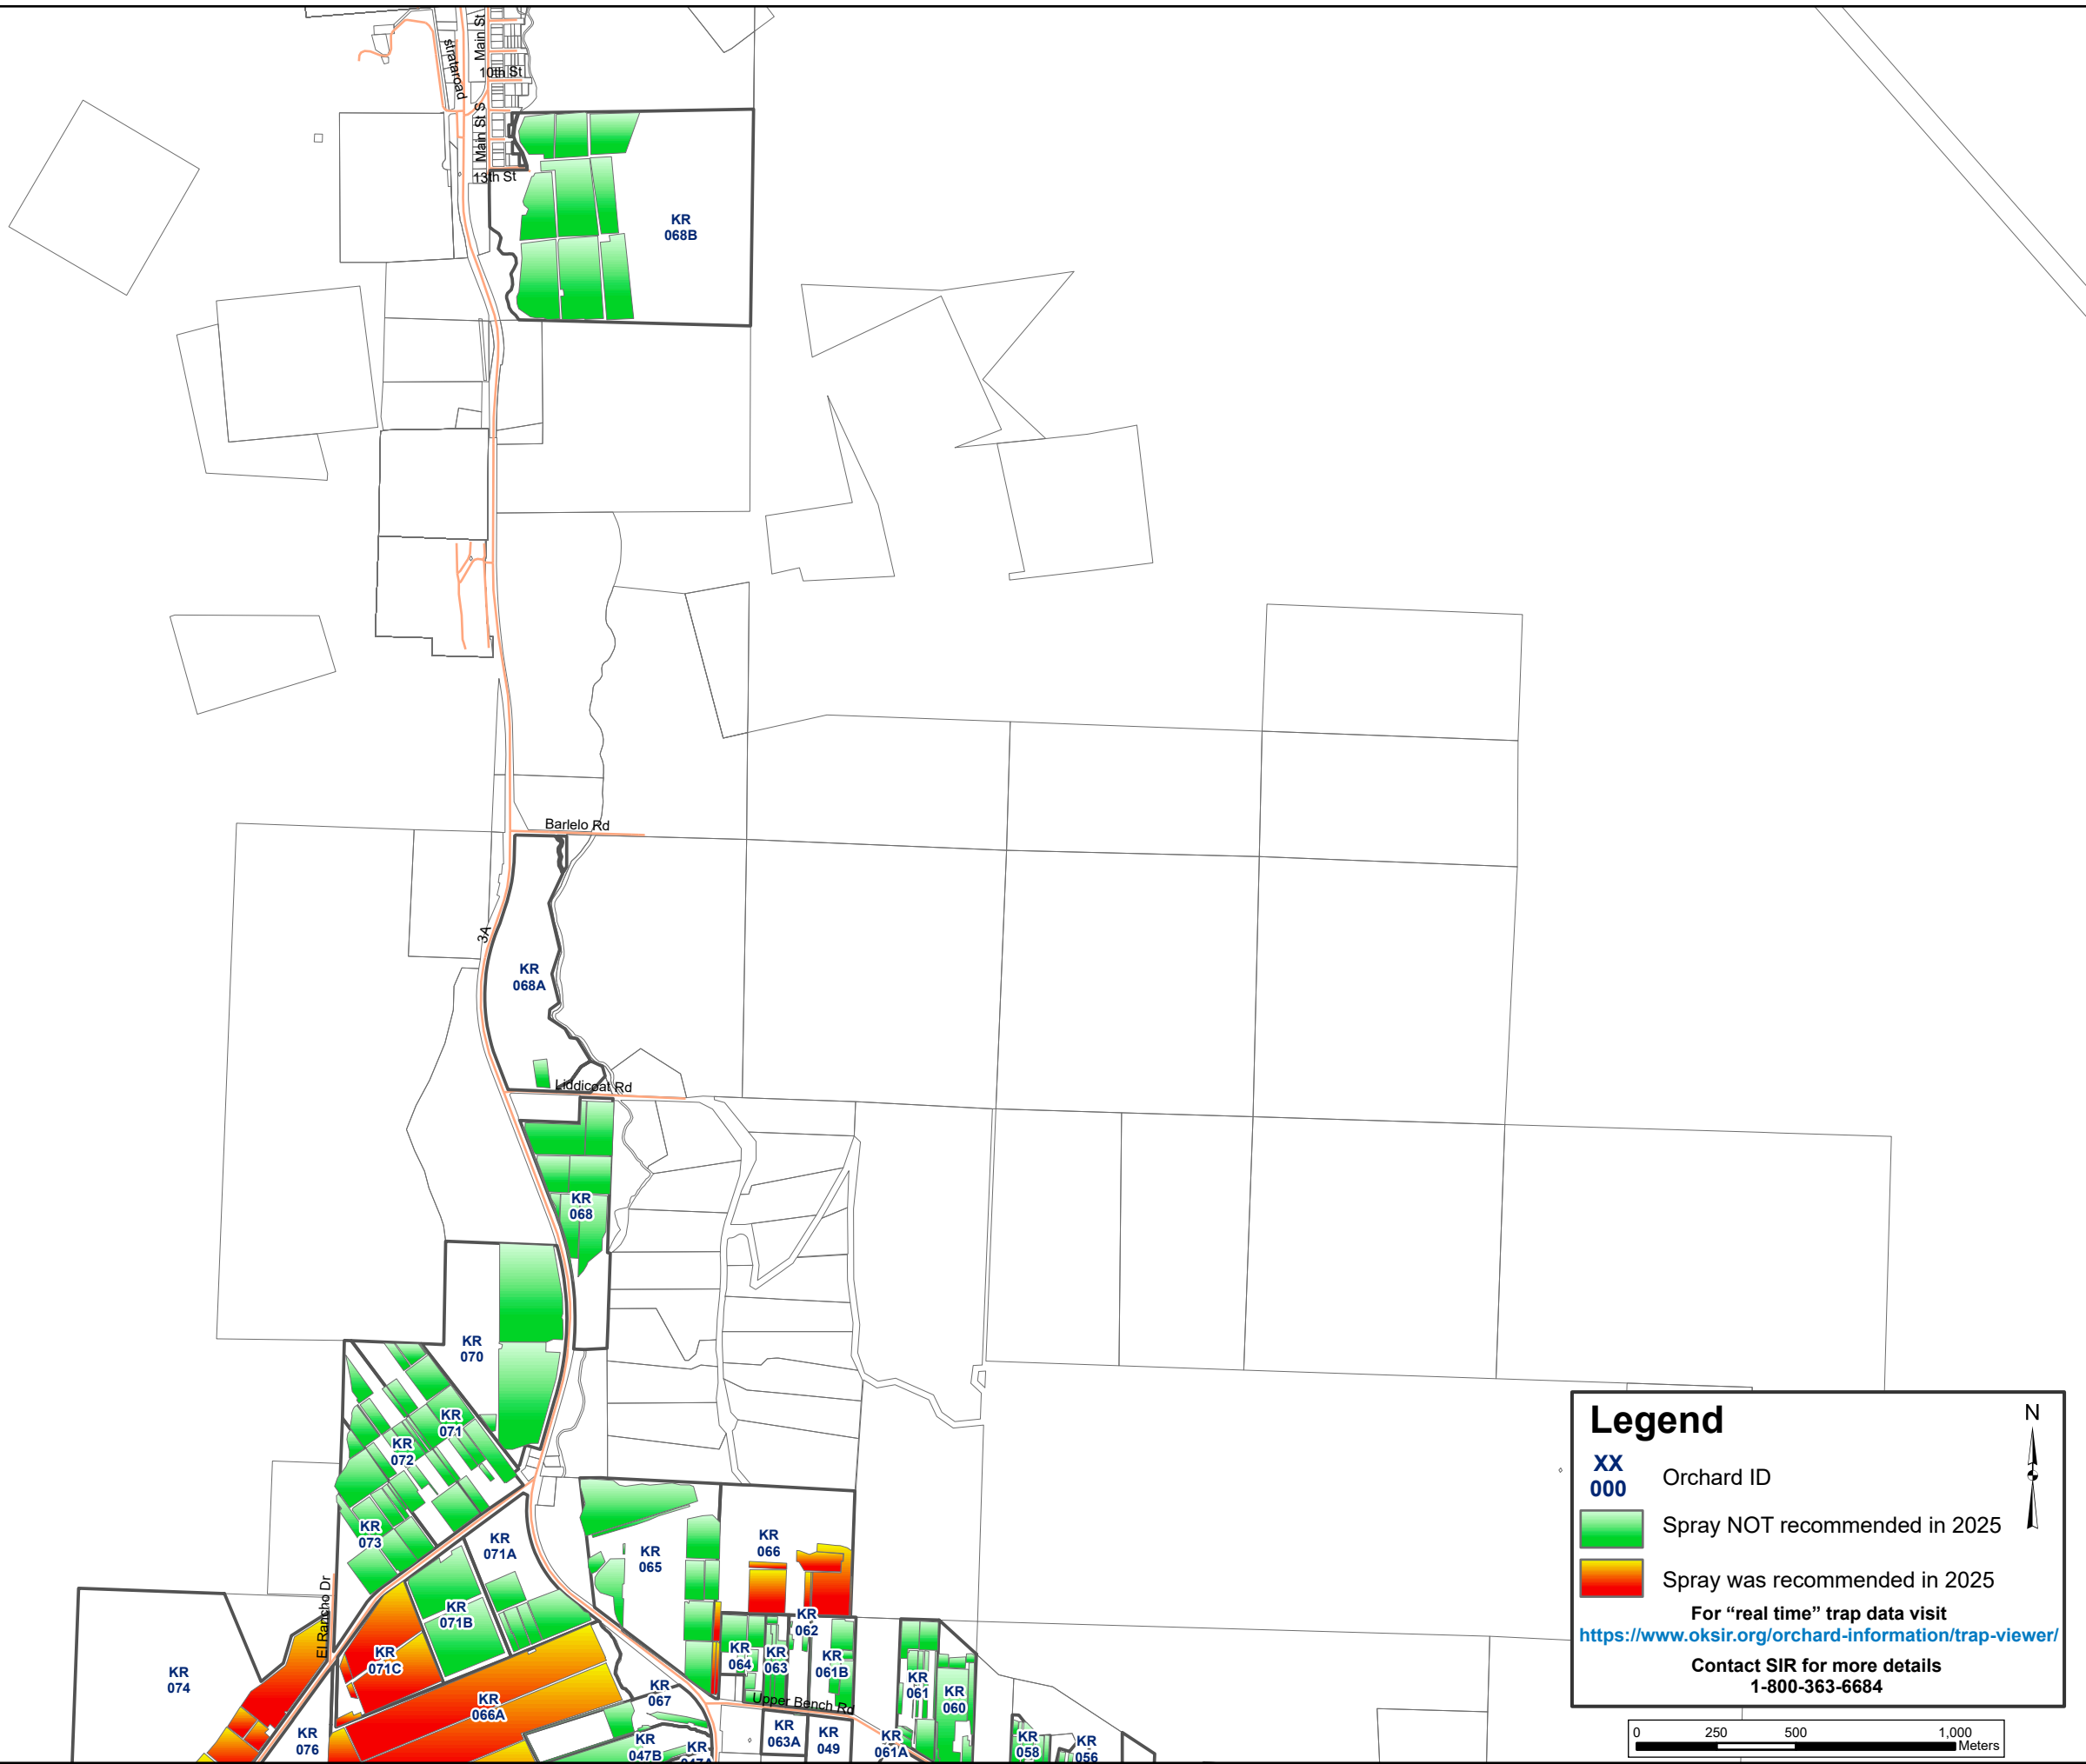 Main St
strataroad
10th St
Main St S
13th St
KR
068B
Barlelo Rd
3A
KR
068A
Liddicoat Rd
KR
068
KR
070
KR
071
KR
072
KR
073
KR
071A
KR
065
KR
066
El Rancho Dr
KR
071B
KR
062
KR
064
KR
063
KR
061B
KR
071C
KR
074
KR
061
KR
060
KR
067
KR
066A
Upper Bench Rd
KR
076
KR
063A
KR
049
KR
061A
KR
058
KR
056
KR
047B
KR
047A
Legend
N
XX
000
Orchard ID
Spray NOT recommended in 2025
Spray was recommended in 2025
For “real time” trap data visit
https://www.oksir.org/orchard-information/trap-viewer/
Contact SIR for more details
1-800-363-6684
0 250 500 1,000
Meters